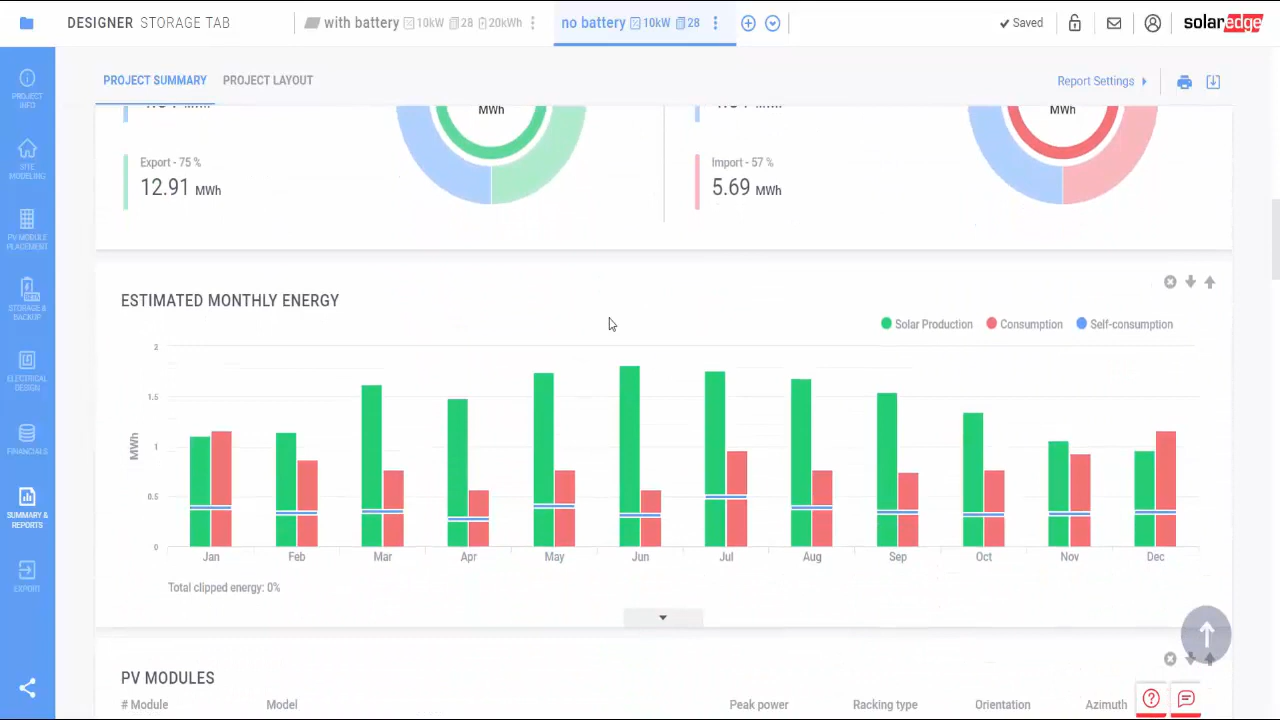 DESIGNER STORAGE TAB with battery 10kW 28 20kWh no battery 10kW 28 Saved solaredge
PROJECT SUMMARY PROJECT LAYOUT Report Settings
MWh MWh
Export - 75 % Import - 57 %
12.91 MWh 5.69 MWh
PROJECT INFO
SITE MODELING
PV MODULE PLACEMENT
STORAGE & BACKUP
ELECTRICAL DESIGN
FINANCIALS
SUMMARY & REPORTS
EXPORT
ESTIMATED MONTHLY ENERGY
Solar Production Consumption Self-consumption
MWh
2
1.5
1
0.5
0
Jan Feb Mar Apr May Jun Jul Aug Sep Oct Nov Dec
Total clipped energy: 0%
PV MODULES
# Module Model Peak power Racking type Orientation Azimuth